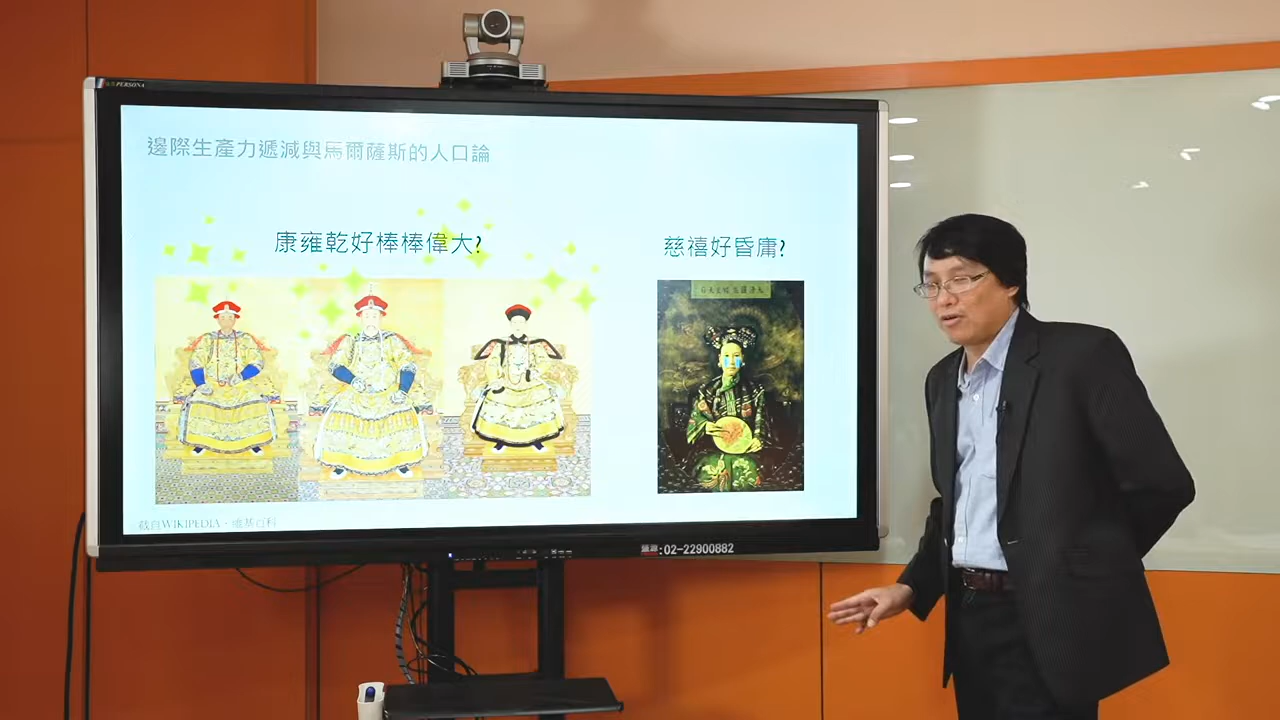 PERSONA
邊際生產力遞減與馬爾薩斯的人口論
康雍乾好棒棒偉大?
慈禧好昏庸?
截自WIKIPEDIA，維基百科
:02-22900882